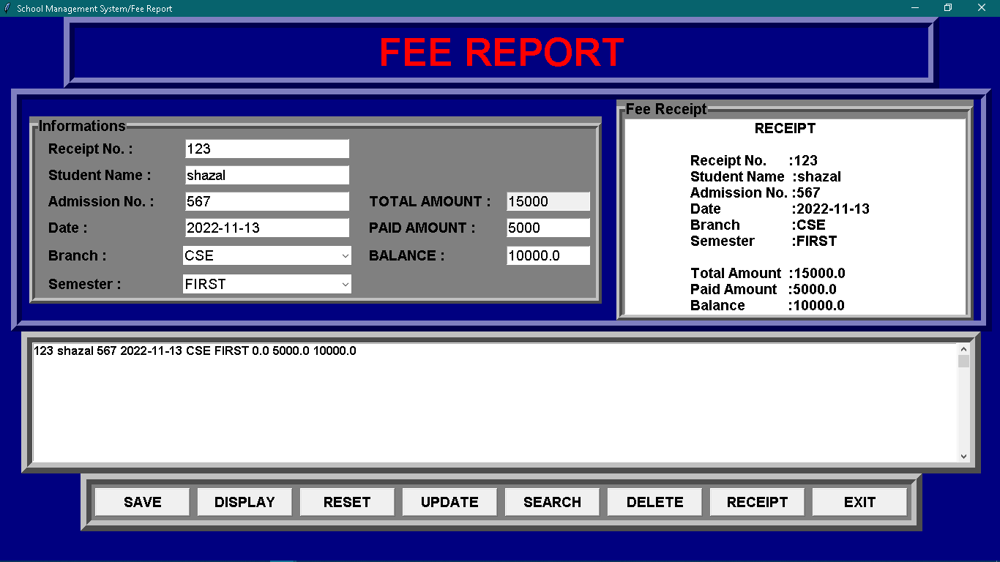 School Management System/Fee Report
FEE REPORT
Informations
Receipt No. : 123
Student Name : shazal
Admission No. : 567 TOTAL AMOUNT : 15000
Date : 2022-11-13 PAID AMOUNT : 5000
Branch : CSE BALANCE : 10000.0
Semester : FIRST
Fee Receipt
RECEIPT
Receipt No. :123
Student Name :shazal
Admission No. :567
Date :2022-11-13
Branch :CSE
Semester :FIRST
Total Amount :15000.0
Paid Amount :5000.0
Balance :10000.0
123 shazal 567 2022-11-13 CSE FIRST 0.0 5000.0 10000.0
SAVE DISPLAY RESET UPDATE SEARCH DELETE RECEIPT EXIT